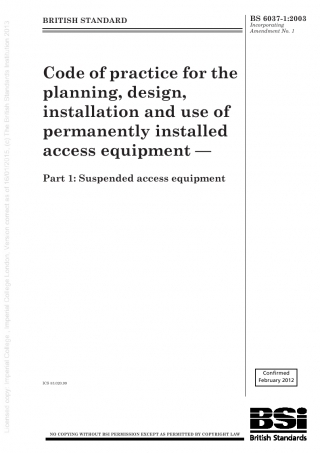 BRITISH STANDARD
BS 6037-1:2003
Incorporating
Amendment No. 1
Code of practice for the
planning, design,
installation and use of
permanently installed
access equipment —
Part 1: Suspended access equipment
Confirmed
February 2012
BSi
British Standards
NO COPYING WITHOUT BSI PERMISSION EXCEPT AS PERMITTED BY COPYRIGHT LAW